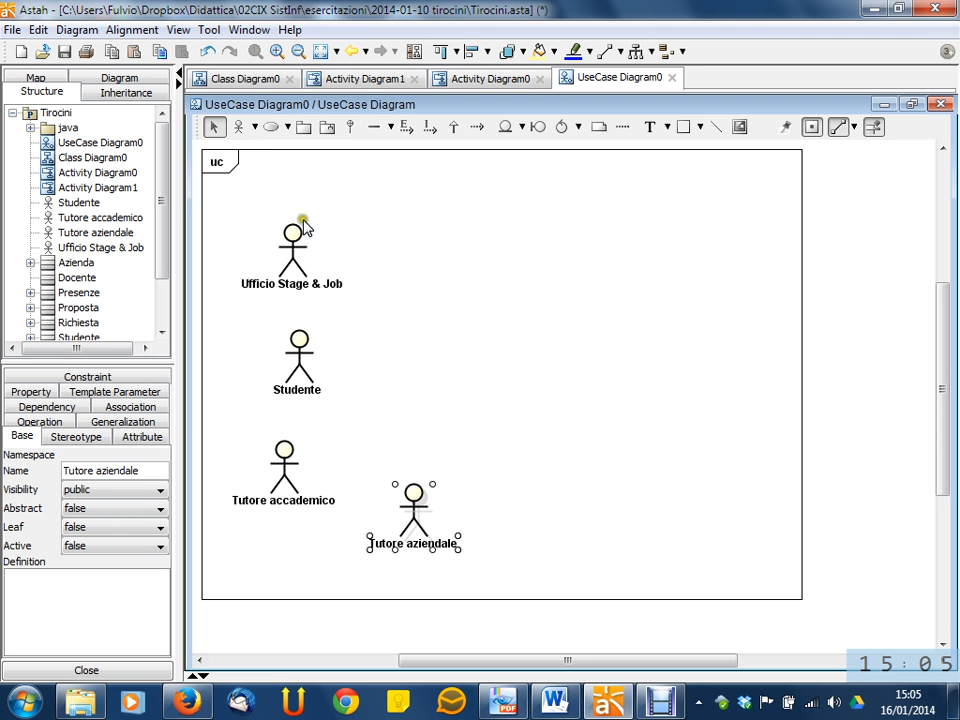 Astah - [C:\Users\Fulvio\Dropbox\Didattica\02CIX SistInf\esercitazioni\2014-01-10 tirocini\Tirocini.asta] (*)
File Edit Diagram Alignment View Tool Window Help
3
Map Diagram
Structure Inheritance
Class Diagram0 Activity Diagram1 Activity Diagram0 UseCase Diagram0
UseCase Diagram0 / UseCase Diagram
Tirocini
java
UseCase Diagram0
Class Diagram0
Activity Diagram0
Activity Diagram1
Studente
Tutore accademico
Tutore aziendale
Ufficio Stage & Job
Azienda
Docente
Presenze
Proposta
Richiesta
Studente
Constraint
Property Template Parameter
Dependency Association
Operation Generalization
Base Stereotype Attribute
Namespace
Name Tutore aziendale
Visibility public
Abstract false
Leaf false
Active false
Definition
Close
E
I
T
uc
Ufficio Stage & Job
Studente
Tutore accademico
Tutore aziendale
15:05
15:05
16/01/2014
PDF